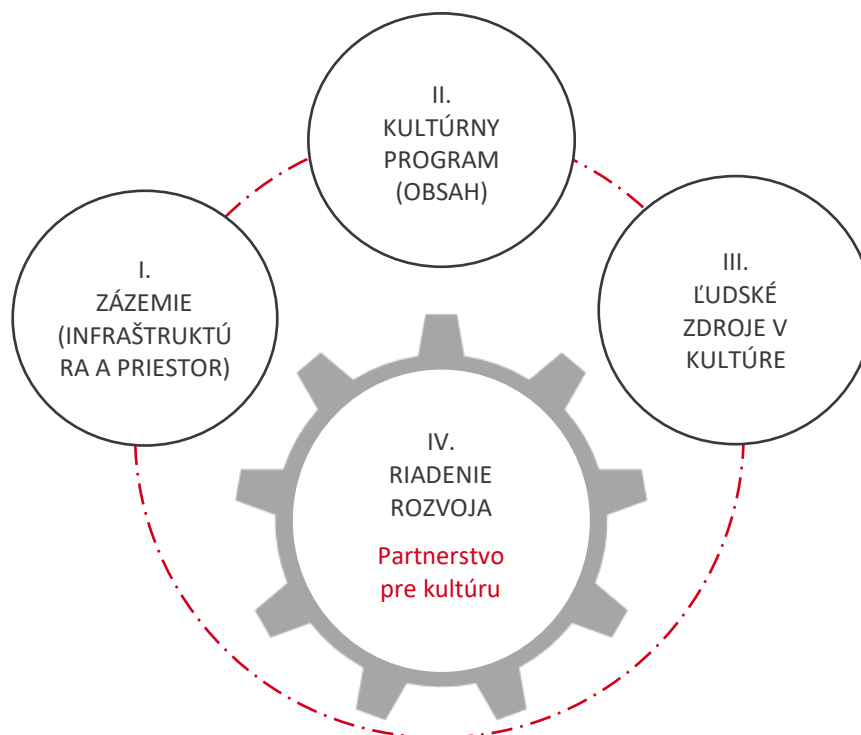 I.
ZÁZEMIE
(INFRAŠTRUKTÚ
RA A PRIESTOR)
II.
KULTÚRNY
PROGRAM
(OBSAH)
III.
ĽUDSKÉ
ZDROJE V
KULTÚRE
IV.
RIADENIE
ROZVOJA
Partnerstvo
pre kultúru